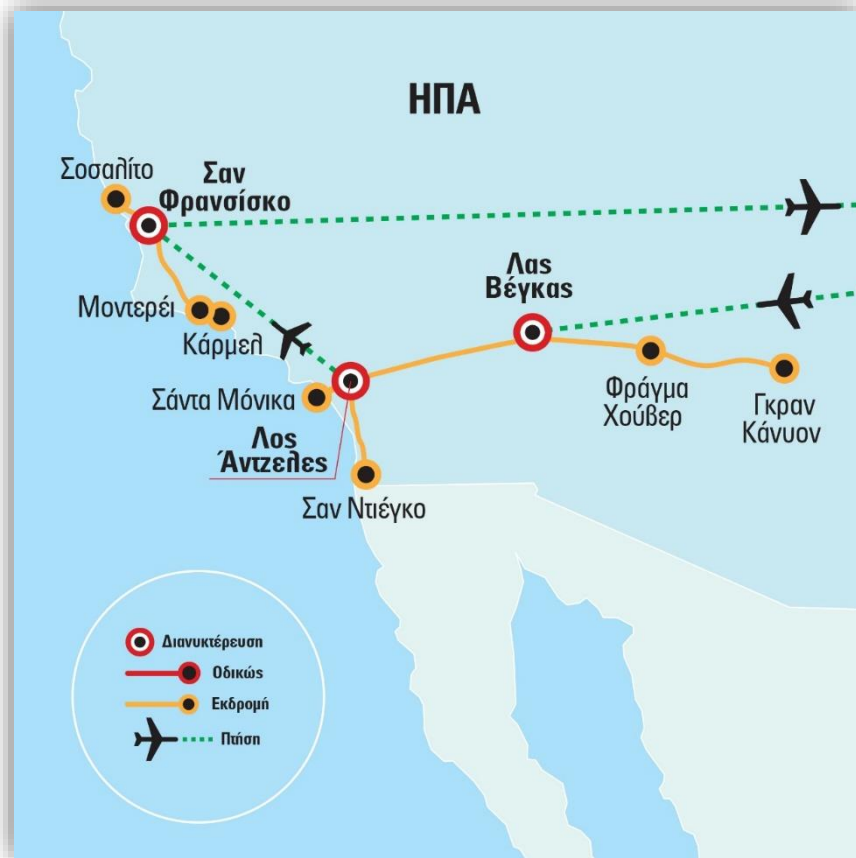 ΗΠΑ
Σοσαλίτο
Σαν
Φρανσίσκο
Λας
Βέγκας
Μοντερέι
Κάρμελ
Σάντα Μόνικα
Φράγμα
Χούβερ
Γκραν
Κάνυον
Λος
Άντζελες
Σαν Ντιέγκο
Διανυκτέρευση
Οδικώς
Εκδρομή
Πτήση